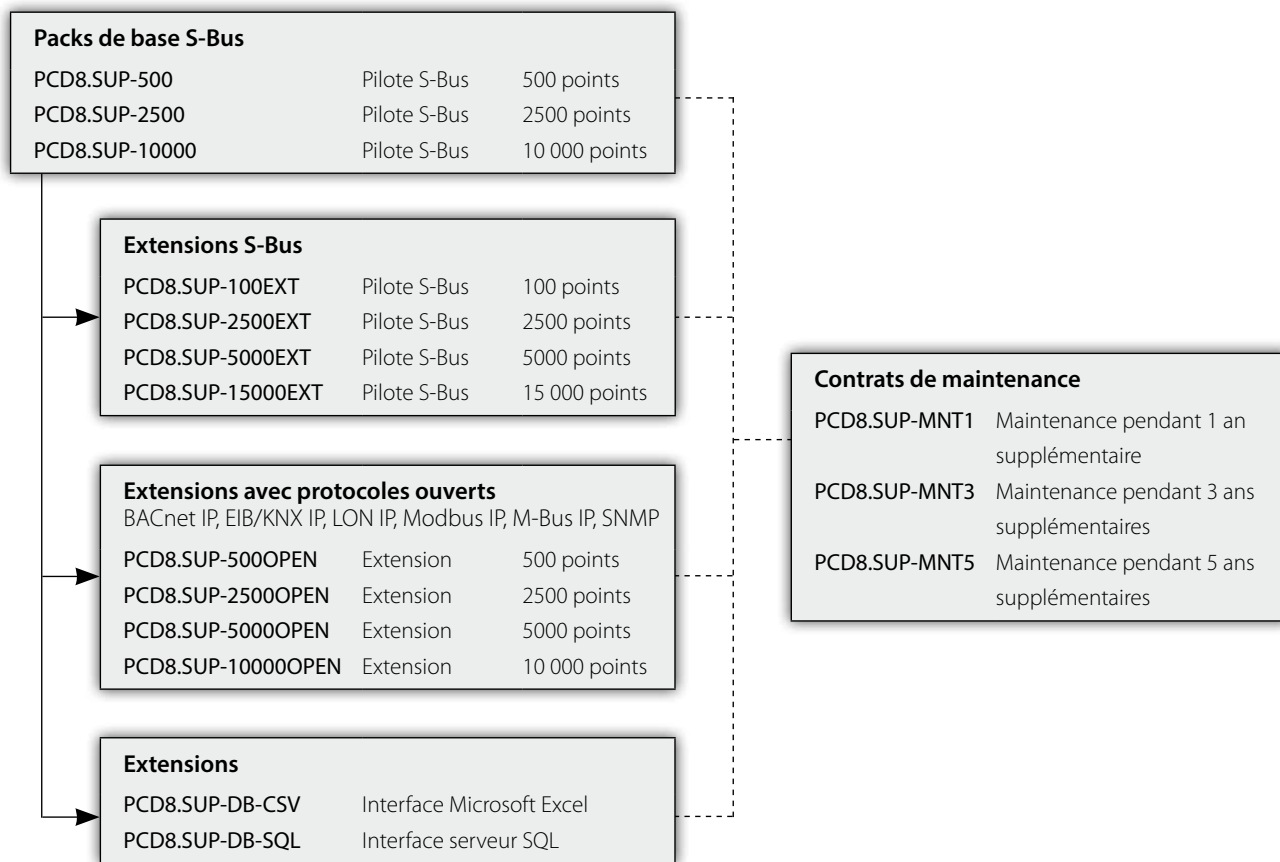 Packs de base S-Bus
PCD8.SUP-500 Pilote S-Bus 500 points
PCD8.SUP-2500 Pilote S-Bus 2500 points
PCD8.SUP-10000 Pilote S-Bus 10 000 points
Extensions S-Bus
PCD8.SUP-100EXT Pilote S-Bus 100 points
PCD8.SUP-2500EXT Pilote S-Bus 2500 points
PCD8.SUP-5000EXT Pilote S-Bus 5000 points
PCD8.SUP-15000EXT Pilote S-Bus 15 000 points
Extensions avec protocoles ouverts
BACnet IP, EIB/KNX IP, LON IP, Modbus IP, M-Bus IP, SNMP
PCD8.SUP-500OPEN Extension 500 points
PCD8.SUP-2500OPEN Extension 2500 points
PCD8.SUP-5000OPEN Extension 5000 points
PCD8.SUP-10000OPEN Extension 10 000 points
Extensions
PCD8.SUP-DB-CSV Interface Microsoft Excel
PCD8.SUP-DB-SQL Interface serveur SQL
Contrats de maintenance
PCD8.SUP-MNT1 Maintenance pendant 1 an
supplémentaire
PCD8.SUP-MNT3 Maintenance pendant 3 ans
supplémentaires
PCD8.SUP-MNT5 Maintenance pendant 5 ans
supplémentaires